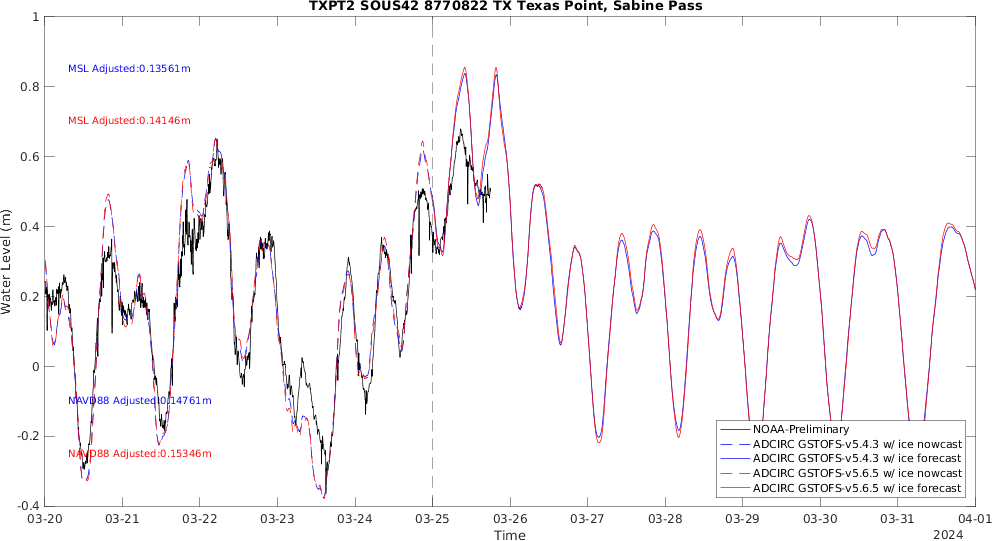 TXPT2 SOUS42 8770822 TX Texas Point, Sabine Pass
1
0.8
0.6
0.4
0.2
0
-0.2
-0.4
Water Level (m)
MSL Adjusted:0.13561m
MSL Adjusted:0.14146m
NAVD88 Adjusted:0.14761m
NAVD88 Adjusted:0.15346m
NOAA-Preliminary
ADCIRC GSTOFS-v5.4.3 w/ ice nowcast
ADCIRC GSTOFS-v5.4.3 w/ ice forecast
ADCIRC GSTOFS-v5.6.5 w/ ice nowcast
ADCIRC GSTOFS-v5.6.5 w/ ice forecast
03-20 03-21 03-22 03-23 03-24 03-25 03-26 03-27 03-28 03-29 03-30 03-31 04-01
Time
2024